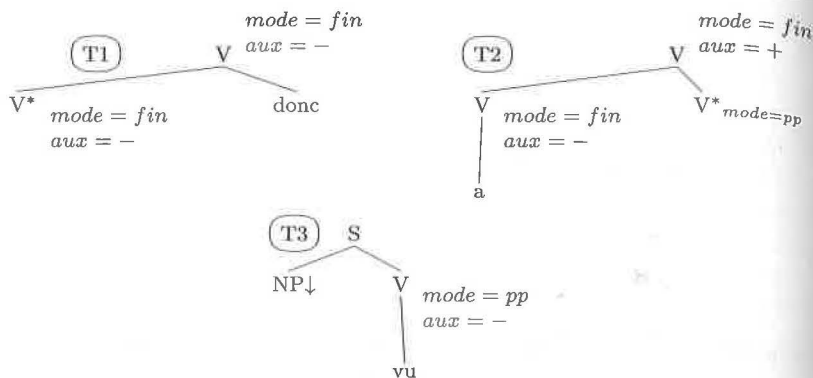 T1 V mode = fin
aux = −
V* mode = fin
aux = −
donc
T2 V mode = fin
aux = +
V mode = fin
aux = −
V* mode=pp
a
T3 S
NP↓ V mode = pp
aux = −
vu